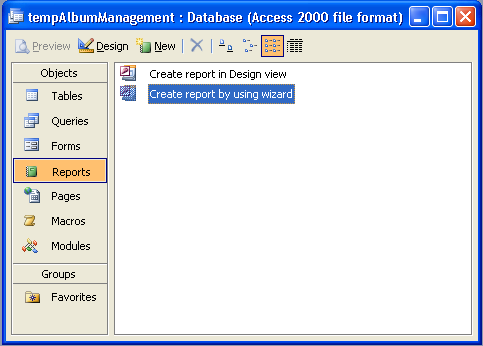 tempAlbumManagement : Database (Access 2000 file format)
Preview Design New
Objects
Tables
Queries
Forms
Reports
Pages
Macros
Modules
Groups
Favorites
Create report in Design view
Create report by using wizard